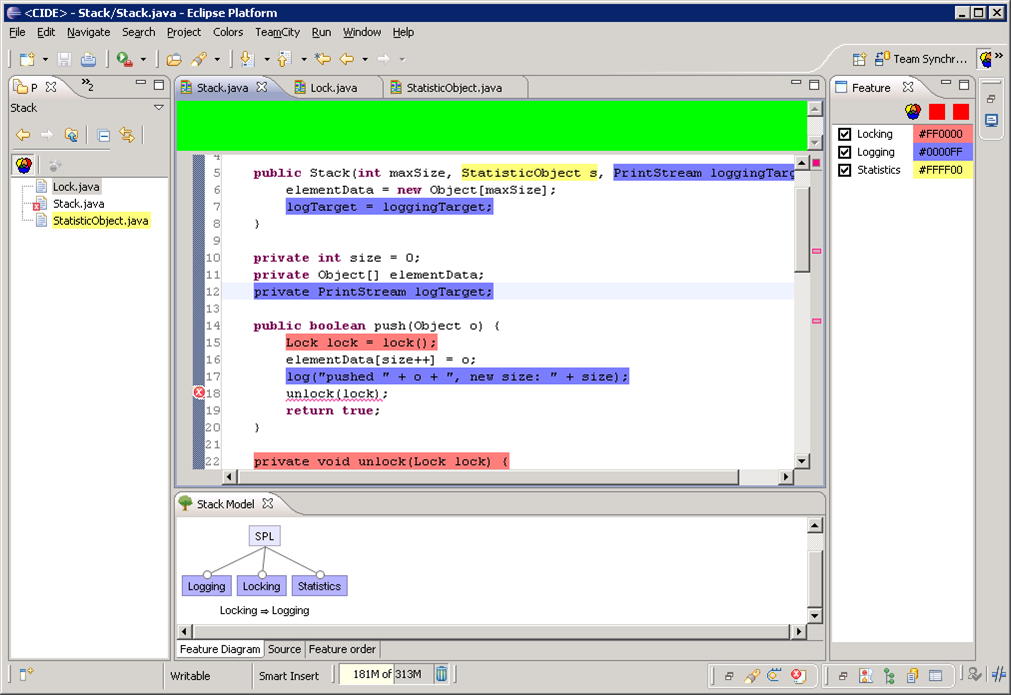 <CIDE> - Stack/Stack.java - Eclipse Platform
File Edit Navigate Search Project Colors TeamCity Run Window Help
Team Synchr... »
P »2
Stack.java Lock.java StatisticObject.java
Feature
Stack
Locking #FF0000
Logging #0000FF
Statistics #FFFF00
Lock.java
Stack.java
StatisticObject.java
4
5 public Stack(int maxSize, StatisticObject s, PrintStream loggingTarg
6 elementData = new Object[maxSize];
7 logTarget = loggingTarget;
8 }
9
10 private int size = 0;
11 private Object[] elementData;
12 private PrintStream logTarget;
13
14 public boolean push(Object o) {
15 Lock lock = lock();
16 elementData[size++] = o;
17 log("pushed " + o + ", new size: " + size);
18 unlock(lock);
19 return true;
20 }
21
22 private void unlock(Lock lock) {
Stack Model
SPL
Logging Locking Statistics
Locking ⇒ Logging
Feature Diagram Source Feature order
Writable Smart Insert 181M of 313M